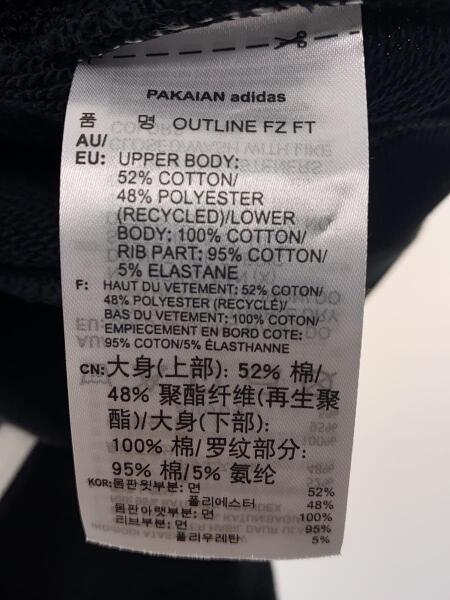 PAKAIAN adidas
품 명 OUTLINE FZ FT
AU/
EU: UPPER BODY:
52% COTTON/
48% POLYESTER
(RECYCLED)/LOWER
BODY: 100% COTTON/
RIB PART: 95% COTTON/
5% ELASTANE
F: HAUT DU VETEMENT: 52% COTON/
48% POLYESTER (RECYCLÉ)/
BAS DU VETEMENT: 100% COTON/
EMPIECEMENT EN BORD COTE:
95% COTON/5% ÉLASTHANNE
CN: 大身(上部): 52% 棉/
48% 聚酯纤维(再生聚
酯)/大身(下部):
100% 棉/罗纹部分:
95% 棉/5% 氨纶
KOR: 몸판윗부분: 면 52%
폴리에스터 48%
몸판아랫부분: 면 100%
리브부분: 면 95%
폴리우레탄 5%